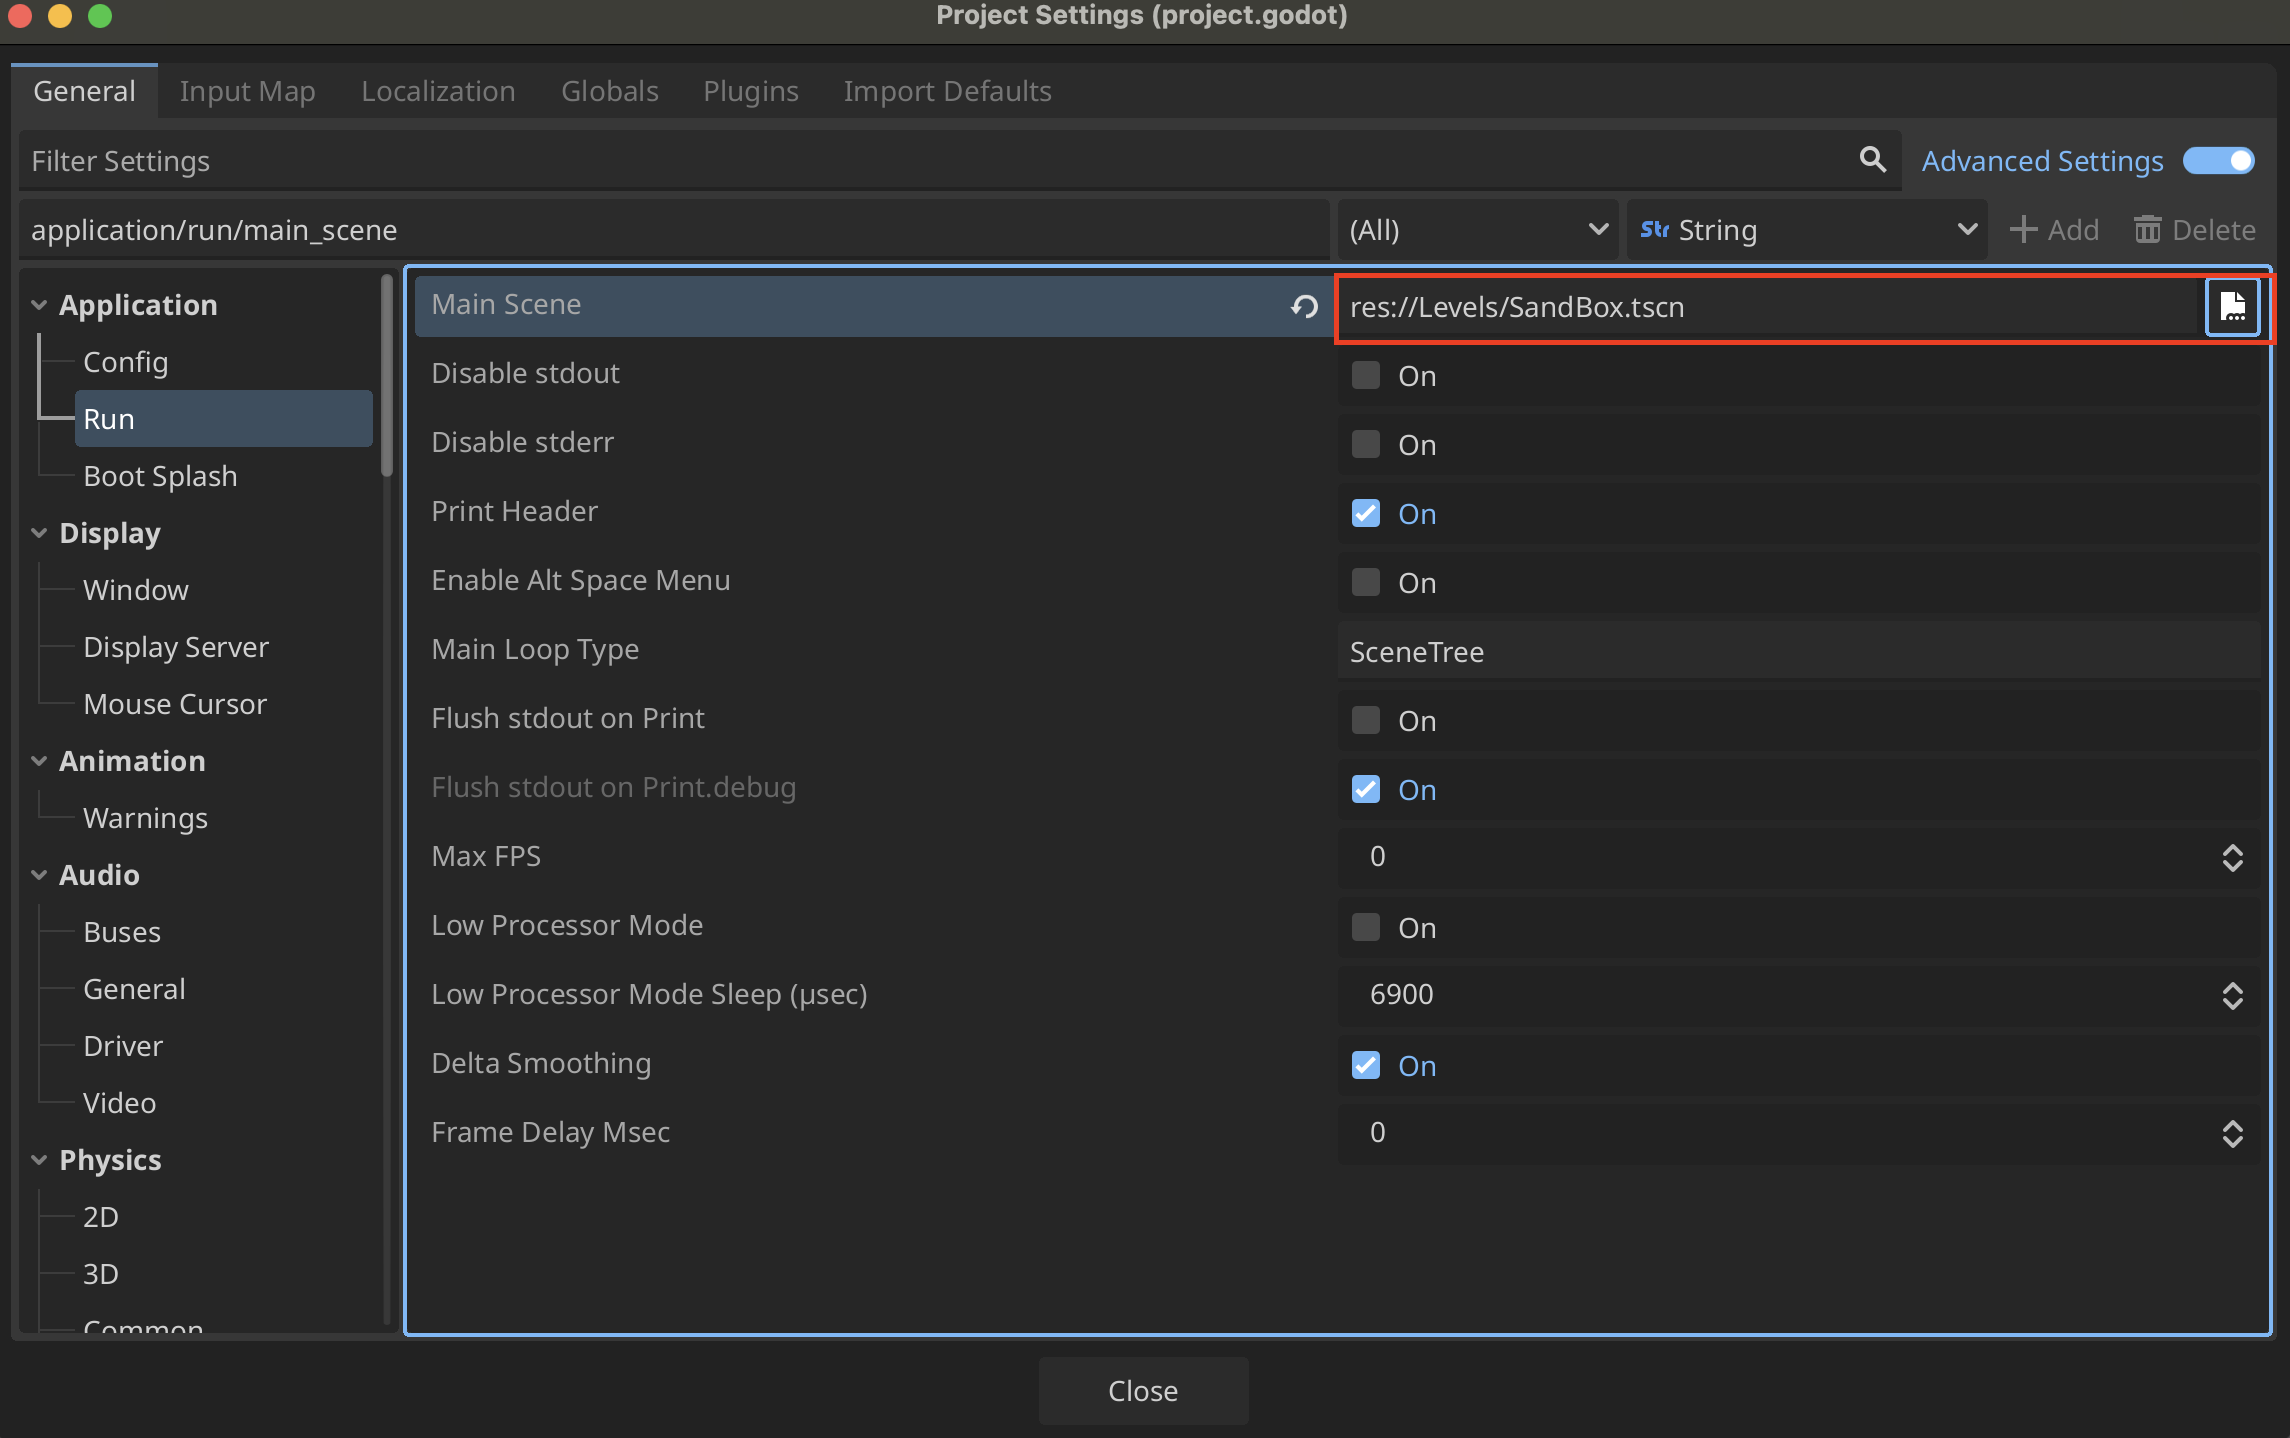 Project Settings (project.godot)
General Input Map Localization Globals Plugins Import Defaults
Filter Settings Advanced Settings
application/run/main_scene (All) Str String Add Delete
Application
Config
Run
Boot Splash
Display
Window
Display Server
Mouse Cursor
Animation
Warnings
Audio
Buses
General
Driver
Video
Physics
2D
3D
Common
Main Scene res://Levels/SandBox.tscn
Disable stdout On
Disable stderr On
Print Header On
Enable Alt Space Menu On
Main Loop Type SceneTree
Flush stdout on Print On
Flush stdout on Print.debug On
Max FPS 0
Low Processor Mode On
Low Processor Mode Sleep (µsec) 6900
Delta Smoothing On
Frame Delay Msec 0
Close